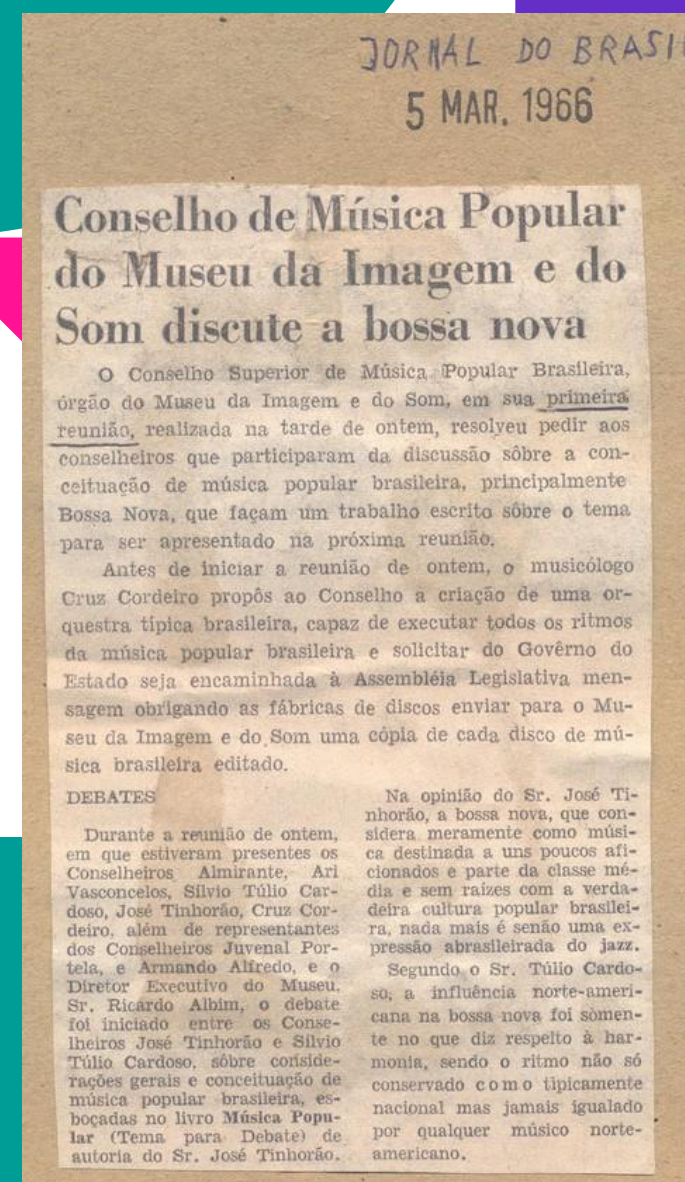 JORNAL DO BRASI
5 MAR. 1966
Conselho de Música Popular
do Museu da Imagem e do
Som discute a bossa nova
O Conselho Superior de Música Popular Brasileira,
órgão do Museu da Imagem e do Som, em sua primeira
reunião, realizada na tarde de ontem, resolveu pedir aos
conselheiros que participaram da discussão sôbre a con-
ceituação de música popular brasileira, principalmente
Bossa Nova, que façam um trabalho escrito sôbre o tema
para ser apresentado na próxima reunião.
Antes de iniciar a reunião de ontem, o musicólogo
Cruz Cordeiro propôs ao Conselho a criação de uma or-
questra típica brasileira, capaz de executar todos os ritmos
da música popular brasileira e solicitar do Govêrno do
Estado seja encaminhada à Assembléia Legislativa men-
sagem obrigando as fábricas de discos enviar para o Mu-
seu da Imagem e do Som uma cópia de cada disco de mú-
sica brasileira editado.
DEBATES
Durante a reunião de ontem,
em que estiveram presentes os
Conselheiros Almirante, Ari
Vasconcelos, Sílvio Túlio Car-
doso, José Tinhorão, Cruz Cor-
deiro, além de representantes
dos Conselheiros Juvenal Por-
tela, e Armando Alfredo, e o
Diretor Executivo do Museu,
Sr. Ricardo Albim, o debate
foi iniciado entre os Conse-
lheiros José Tinhorão e Sílvio
Túlio Cardoso, sôbre conside-
rações gerais e conceituação de
música popular brasileira, es-
boçadas no livro Música Popu-
lar (Tema para Debate) de
autoria do Sr. José Tinhorão.
Na opinião do Sr. José Ti-
nhorão, a bossa nova, que con-
sidera meramente como músi-
ca destinada a uns poucos afi-
cionados e parte da classe mé-
dia e sem raízes com a verda-
deira cultura popular brasilei-
ra, nada mais é senão uma ex-
pressão abrasileirada do jazz.
Segundo o Sr. Túlio Cardo-
so, a influência norte-ameri-
cana na bossa nova foi sòmen-
te no que diz respeito à har-
monia, sendo o ritmo não só
conservado como tìpicamente
nacional mas jamais igualado
por qualquer músico norte-
americano.